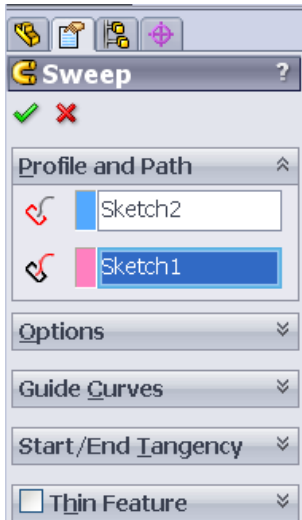 Sweep ?
Profile and Path
Sketch2
Sketch1
Options
Guide Curves
Start/End Tangency
Thin Feature